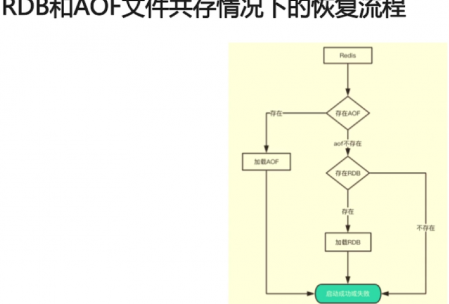 RDB和AOF文件共存情况下的恢复流程
Redis
存在
存在AOF
aof不存在
加载AOF
存在RDB
存在
不存在
加载RDB
启动成功或失败